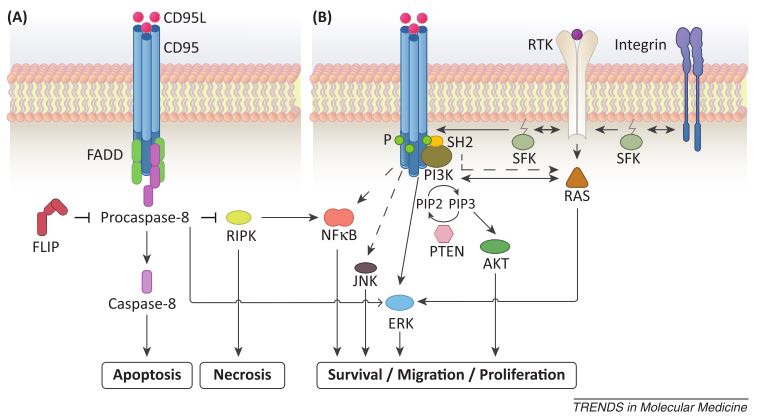 (A)
CD95L
CD95
FADD
Procaspase-8
FLIP
RIPK
Caspase-8
Apoptosis
Necrosis
(B)
RTK
Integrin
P
SH2
SFK
SFK
PI3K
RAS
PIP2
PIP3
NFκB
PTEN
AKT
JNK
ERK
Survival / Migration / Proliferation
TRENDS in Molecular Medicine